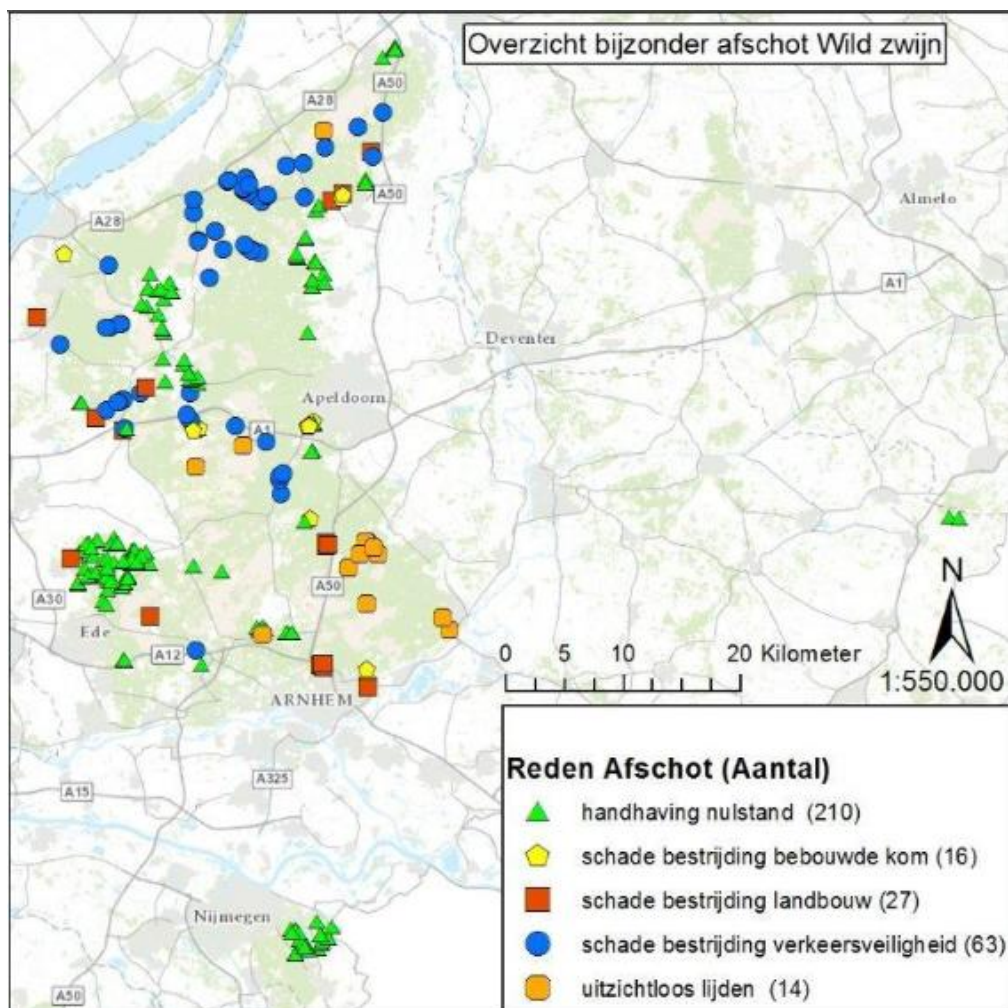 Overzicht bijzonder afschot Wild zwijn
A50
A28
A50
A28
Almelo
A1
Deventer
Apeldoorn
A1
A50
A30
Ede
A12
ARNHEM
N
0 5 10 20 Kilometer
1:550.000
A325
A15
Nijmegen
A50
Reden Afschot (Aantal)
handhaving nulstand (210)
schade bestrijding bebouwde kom (16)
schade bestrijding landbouw (27)
schade bestrijding verkeersveiligheid (63)
uitzichtloos lijden (14)